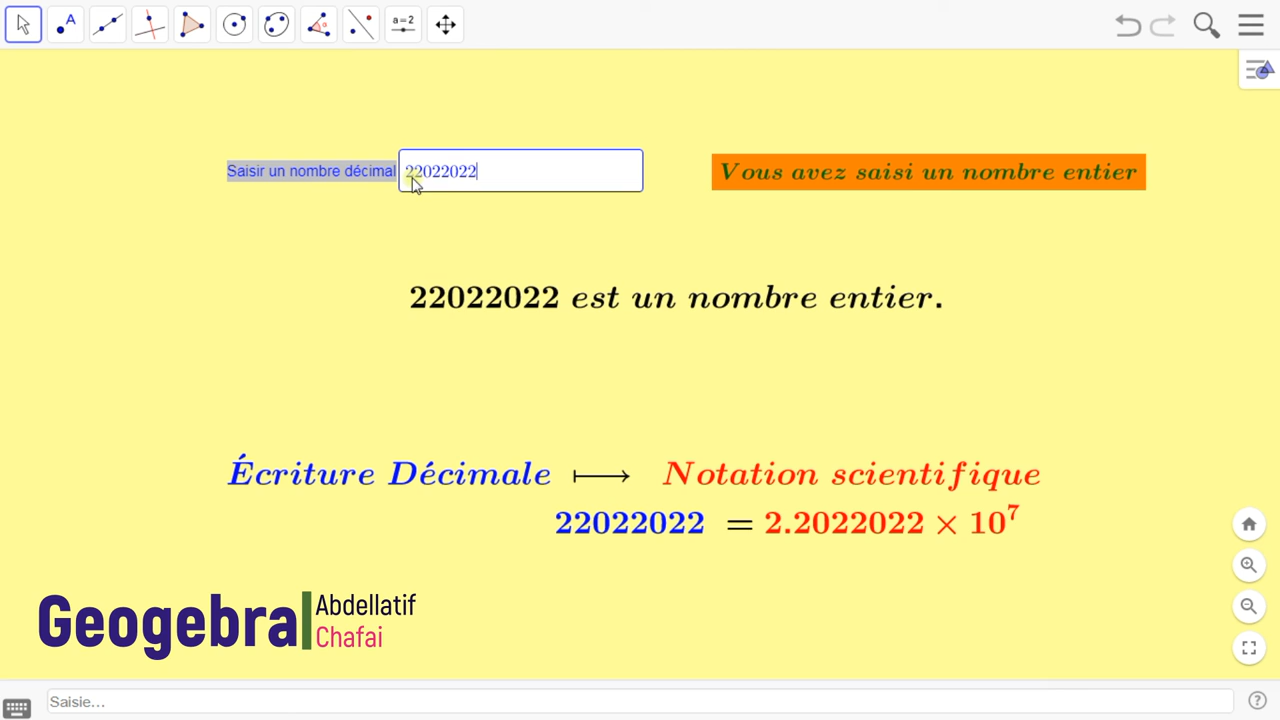 a = 2
Saisir un nombre décimal 22022022
Vous avez saisi un nombre entier
22022022 est un nombre entier.
Écriture Décimale ⟼ Notation scientifique
22022022 = 2.2022022 × 10⁷
Geogebra
Abdellatif
Chafai
Saisie...